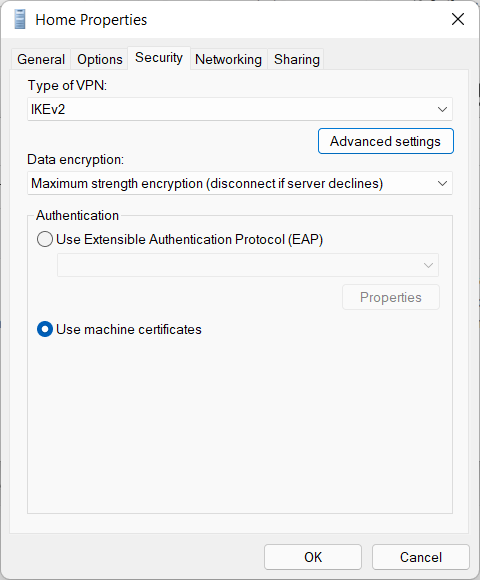 Home Properties
General Options Security Networking Sharing
Type of VPN:
IKEv2
Advanced settings
Data encryption:
Maximum strength encryption (disconnect if server declines)
Authentication
Use Extensible Authentication Protocol (EAP)
Properties
Use machine certificates
OK Cancel